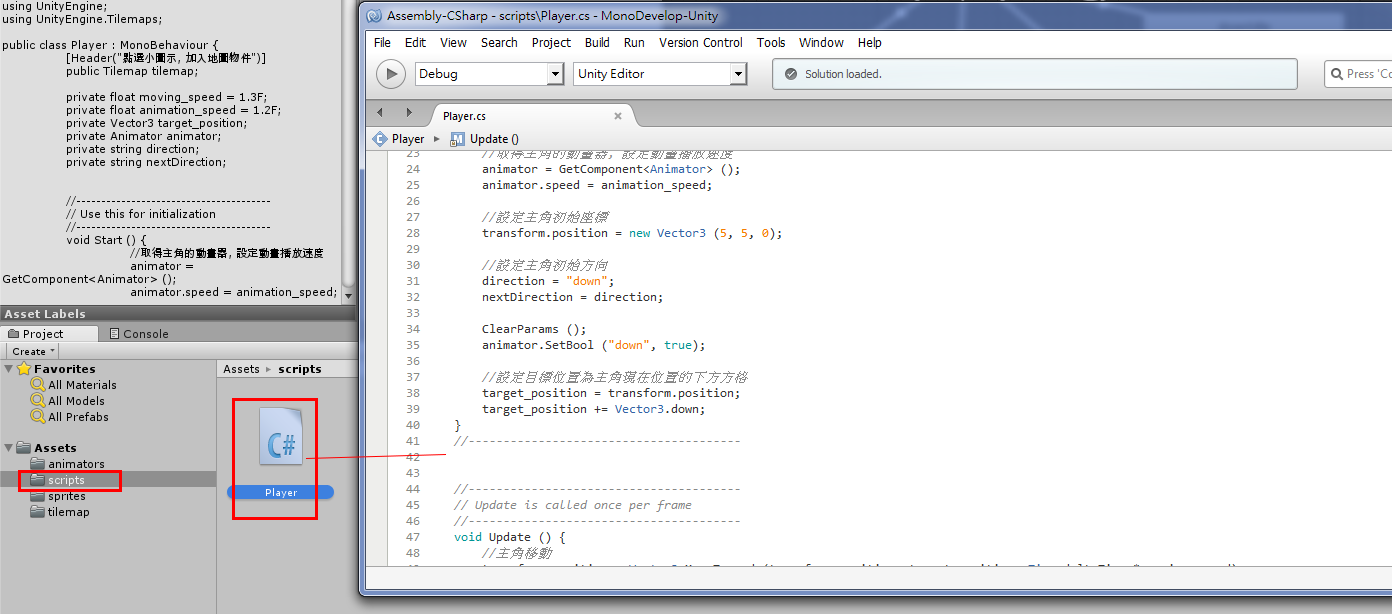 using UnityEngine;
using UnityEngine.Tilemaps;
public class Player : MonoBehaviour {
[Header("點選小圖示, 加入地圖物件")]
public Tilemap tilemap;
private float moving_speed = 1.3F;
private float animation_speed = 1.2F;
private Vector3 target_position;
private Animator animator;
private string direction;
private string nextDirection;
//-------------------------------------
// Use this for initialization
//-------------------------------------
void Start () {
//取得主角的動畫器, 設定動畫播放速度
animator =
GetComponent<Animator> ();
animator.speed = animation_speed;
Asset Labels
Project
Console
Create
Favorites
All Materials
All Models
All Prefabs
Assets
animators
scripts
sprites
tilemap
Assets ▸ scripts
C#
Player
Assembly-CSharp - scripts\Player.cs - MonoDevelop-Unity
File Edit View Search Project Build Run Version Control Tools Window Help
Debug
Unity Editor
Solution loaded.
Press 'Co
Player.cs ×
Player ▸ Update ()
23 //取得主角的動畫器, 設定動畫播放速度
24 animator = GetComponent<Animator> ();
25 animator.speed = animation_speed;
26
27 //設定主角初始座標
28 transform.position = new Vector3 (5, 5, 0);
29
30 //設定主角初始方向
31 direction = "down";
32 nextDirection = direction;
33
34 ClearParams ();
35 animator.SetBool ("down", true);
36
37 //設定目標位置為主角現在位置的下方方格
38 target_position = transform.position;
39 target_position += Vector3.down;
40 }
41 //---------------------------------------
42
43
44 //---------------------------------------
45 // Update is called once per frame
46 //---------------------------------------
47 void Update () {
48 //主角移動